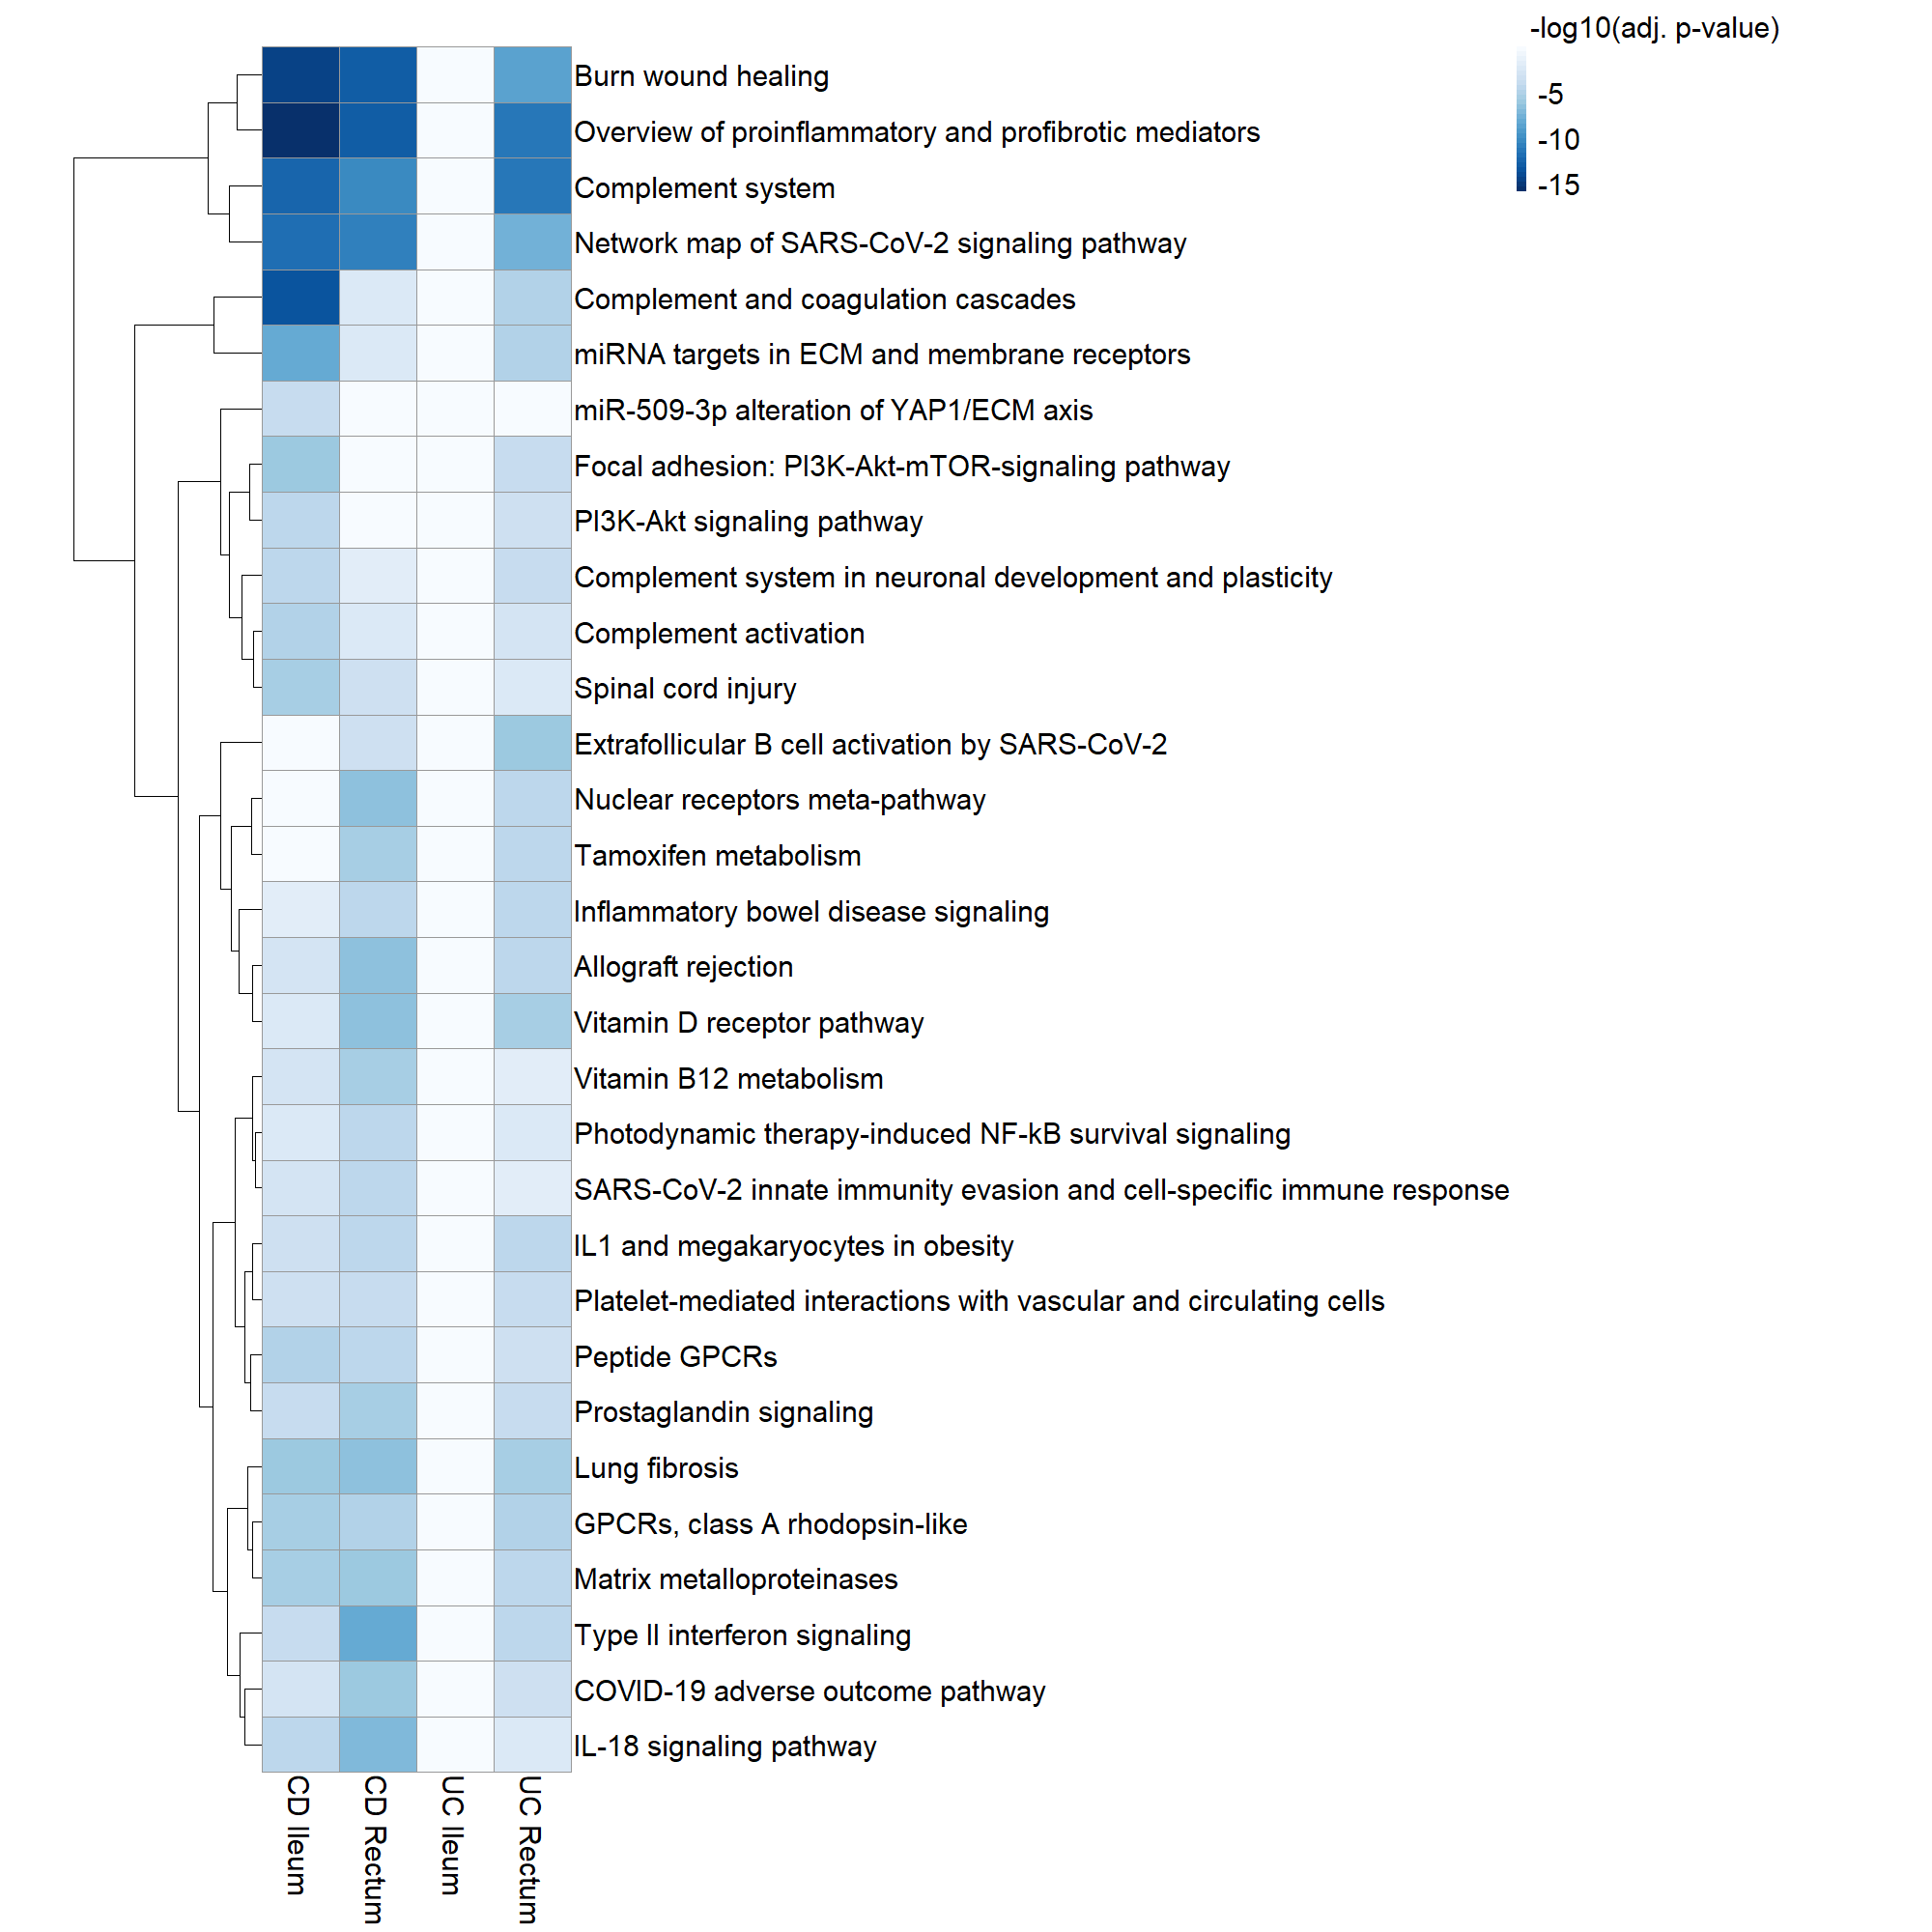 -log10(adj. p-value)
-5
-10
-15
Burn wound healing
Overview of proinflammatory and profibrotic mediators
Complement system
Network map of SARS-CoV-2 signaling pathway
Complement and coagulation cascades
miRNA targets in ECM and membrane receptors
miR-509-3p alteration of YAP1/ECM axis
Focal adhesion: PI3K-Akt-mTOR-signaling pathway
PI3K-Akt signaling pathway
Complement system in neuronal development and plasticity
Complement activation
Spinal cord injury
Extrafollicular B cell activation by SARS-CoV-2
Nuclear receptors meta-pathway
Tamoxifen metabolism
Inflammatory bowel disease signaling
Allograft rejection
Vitamin D receptor pathway
Vitamin B12 metabolism
Photodynamic therapy-induced NF-kB survival signaling
SARS-CoV-2 innate immunity evasion and cell-specific immune response
IL1 and megakaryocytes in obesity
Platelet-mediated interactions with vascular and circulating cells
Peptide GPCRs
Prostaglandin signaling
Lung fibrosis
GPCRs, class A rhodopsin-like
Matrix metalloproteinases
Type II interferon signaling
COVID-19 adverse outcome pathway
IL-18 signaling pathway
CD Ileum
CD Rectum
UC Ileum
UC Rectum